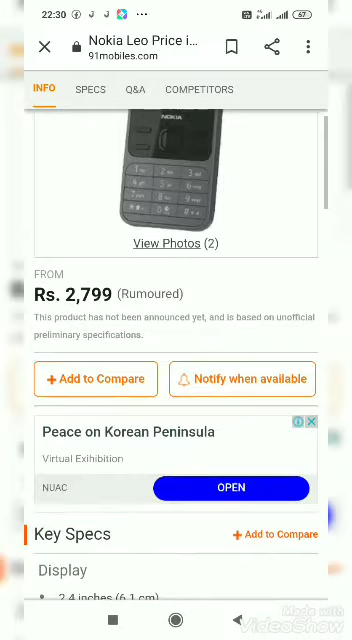 22:30
67
Nokia Leo Price i...
91mobiles.com
INFO SPECS Q&A COMPETITORS
NOKIA
View Photos (2)
FROM
Rs. 2,799 (Rumoured)
This product has not been announced yet, and is based on unofficial
preliminary specifications.
+ Add to Compare
Notify when available
Peace on Korean Peninsula
Virtual Exihibition
NUAC
OPEN
Key Specs
+ Add to Compare
Display
• 2.4 inches (6.1 cm)
Made with
VideoShow